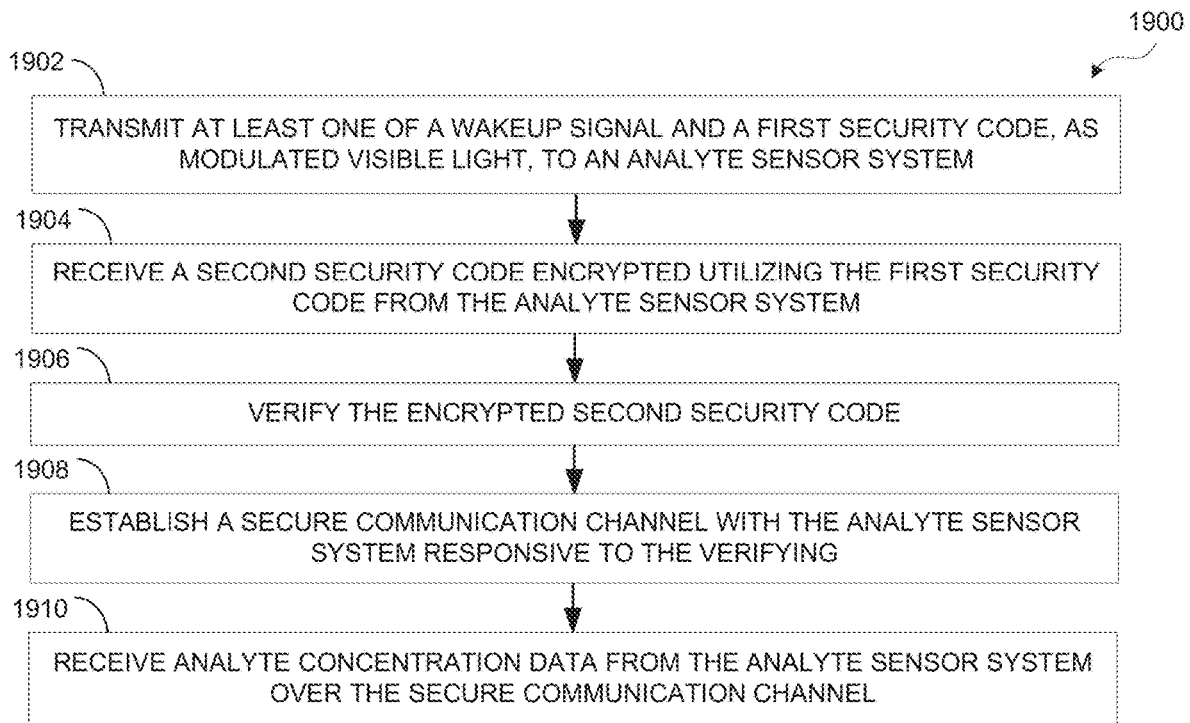 1900
1902
TRANSMIT AT LEAST ONE OF A WAKEUP SIGNAL AND A FIRST SECURITY CODE, AS
MODULATED VISIBLE LIGHT, TO AN ANALYTE SENSOR SYSTEM
1904
RECEIVE A SECOND SECURITY CODE ENCRYPTED UTILIZING THE FIRST SECURITY
CODE FROM THE ANALYTE SENSOR SYSTEM
1906
VERIFY THE ENCRYPTED SECOND SECURITY CODE
1908
ESTABLISH A SECURE COMMUNICATION CHANNEL WITH THE ANALYTE SENSOR
SYSTEM RESPONSIVE TO THE VERIFYING
1910
RECEIVE ANALYTE CONCENTRATION DATA FROM THE ANALYTE SENSOR SYSTEM
OVER THE SECURE COMMUNICATION CHANNEL